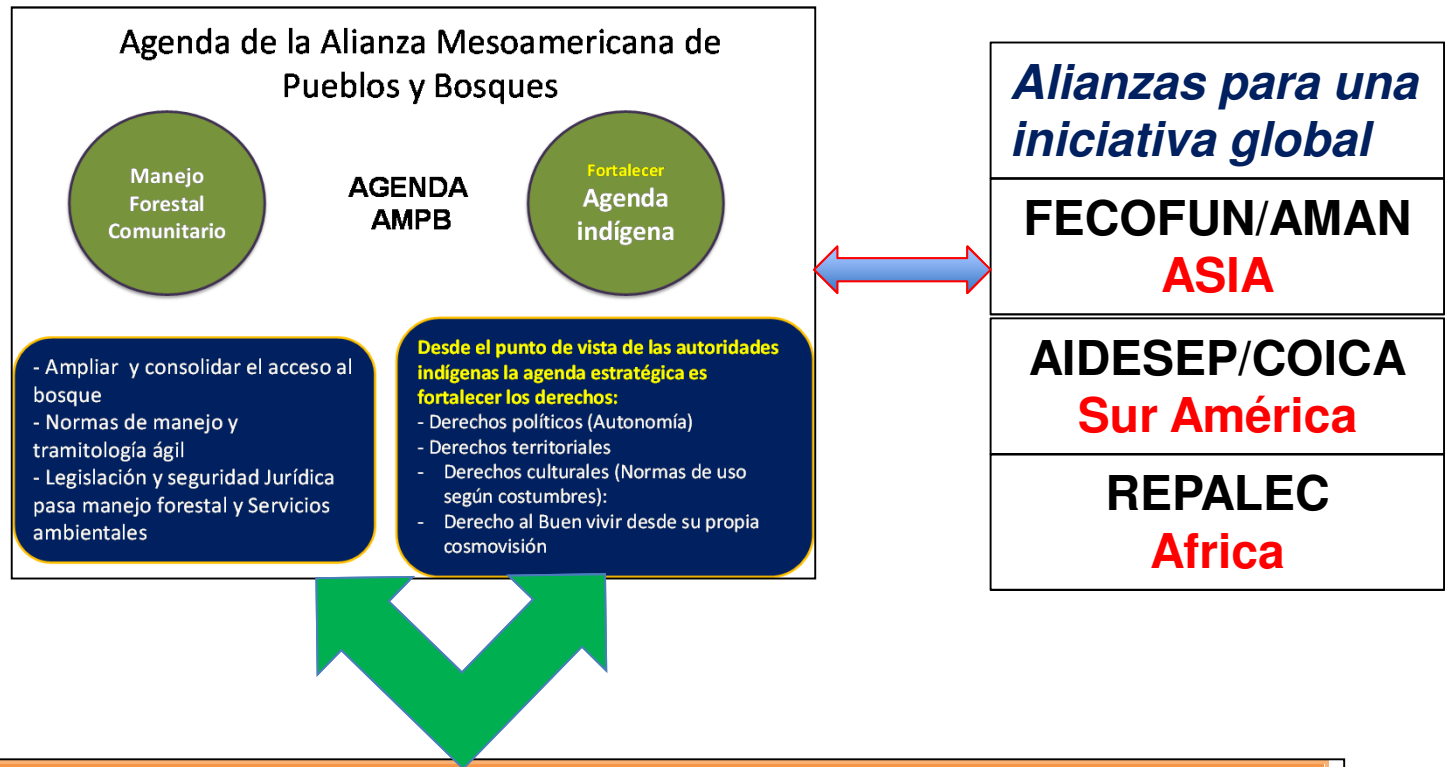 Agenda de la Alianza Mesoamericana de
Pueblos y Bosques
Manejo
Forestal
Comunitario
AGENDA
AMPB
Fortalecer
Agenda
indígena
- Ampliar y consolidar el acceso al
bosque
- Normas de manejo y
tramitología ágil
- Legislación y seguridad Jurídica
pasa manejo forestal y Servicios
ambientales
Desde el punto de vista de las autoridades
indígenas la agenda estratégica es
fortalecer los derechos:
- Derechos políticos (Autonomía)
- Derechos territoriales
- Derechos culturales (Normas de uso
según costumbres):
- Derecho al Buen vivir desde su propia
cosmovisión
Alianzas para una
iniciativa global
FECOFUN/AMAN
ASIA
AIDESEP/COICA
Sur América
REPALEC
Africa